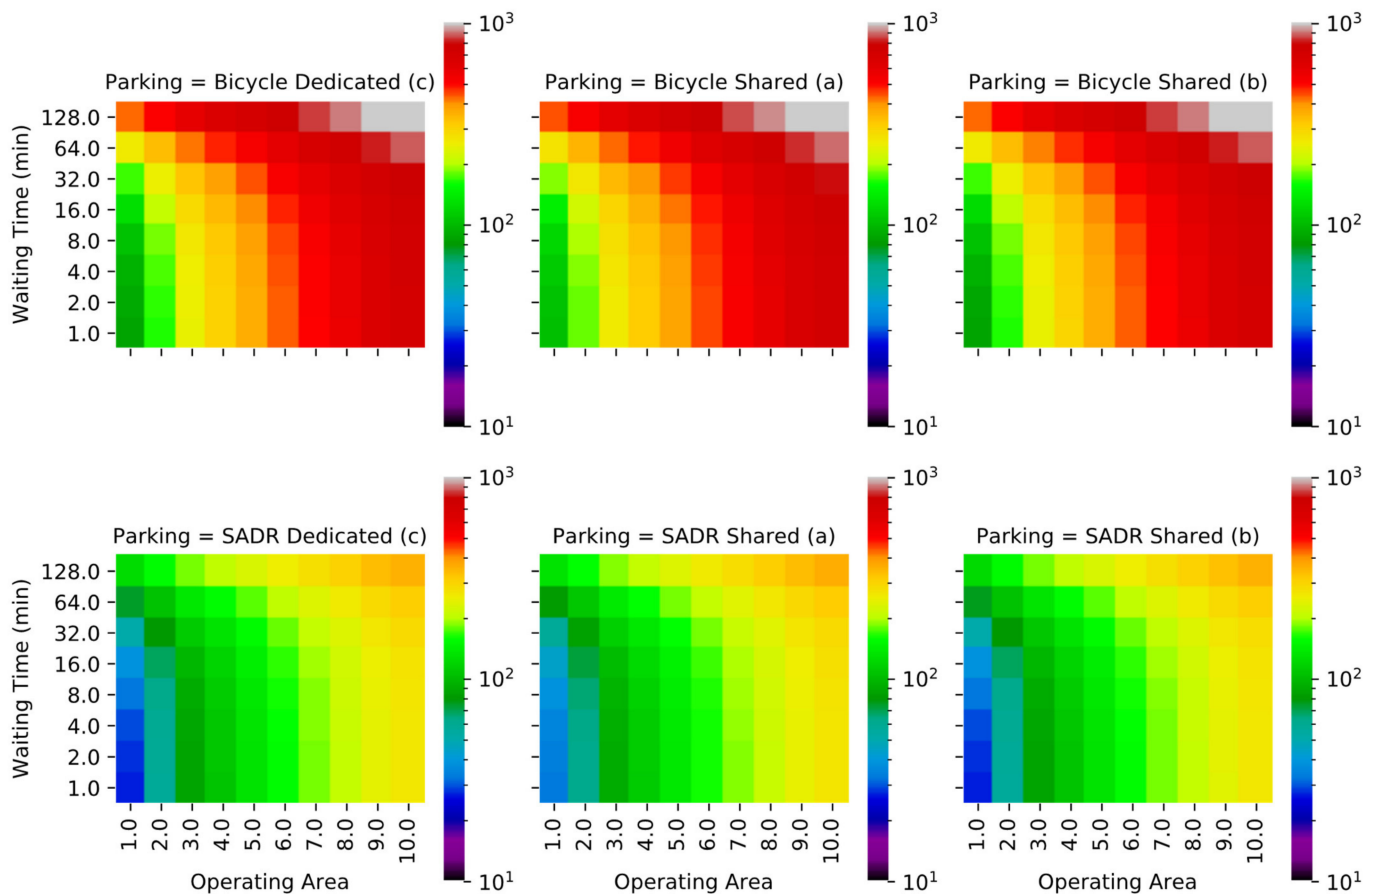 10³
10³
10³
Parking = Bicycle Dedicated (c)
Parking = Bicycle Shared (a)
Parking = Bicycle Shared (b)
Waiting Time (min)
128.0
64.0
32.0
16.0
8.0
4.0
2.0
1.0
10²
10²
10²
10¹
10¹
10¹
10³
10³
10³
Parking = SADR Dedicated (c)
Parking = SADR Shared (a)
Parking = SADR Shared (b)
Waiting Time (min)
128.0
64.0
32.0
16.0
8.0
4.0
2.0
1.0
10²
10²
10²
1.0 2.0 3.0 4.0 5.0 6.0 7.0 8.0 9.0 10.0
1.0 2.0 3.0 4.0 5.0 6.0 7.0 8.0 9.0 10.0
1.0 2.0 3.0 4.0 5.0 6.0 7.0 8.0 9.0 10.0
10¹
10¹
10¹
Operating Area
Operating Area
Operating Area